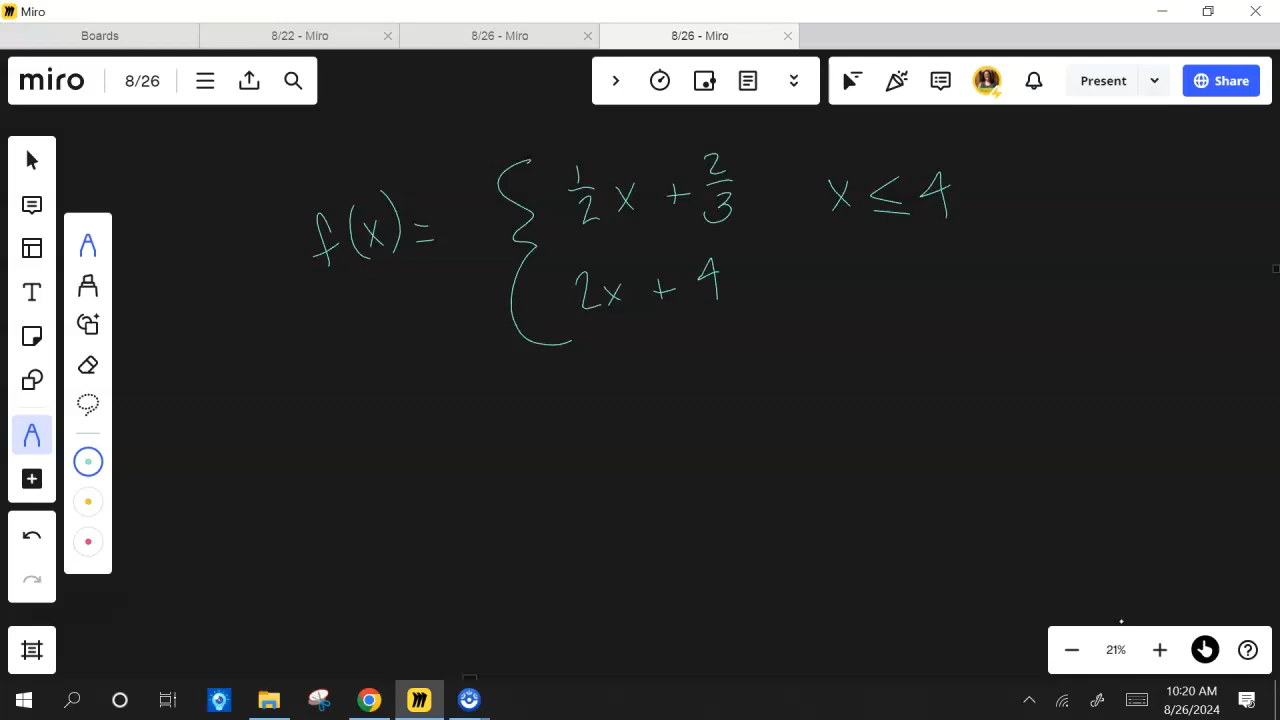 Miro
Boards
8/22 - Miro
8/26 - Miro
8/26 - Miro
miro
8/26
Present
Share
f(x) = { 1/2 x + 2/3    x ≤ 4
2x + 4
T
21%
10:20 AM
8/26/2024